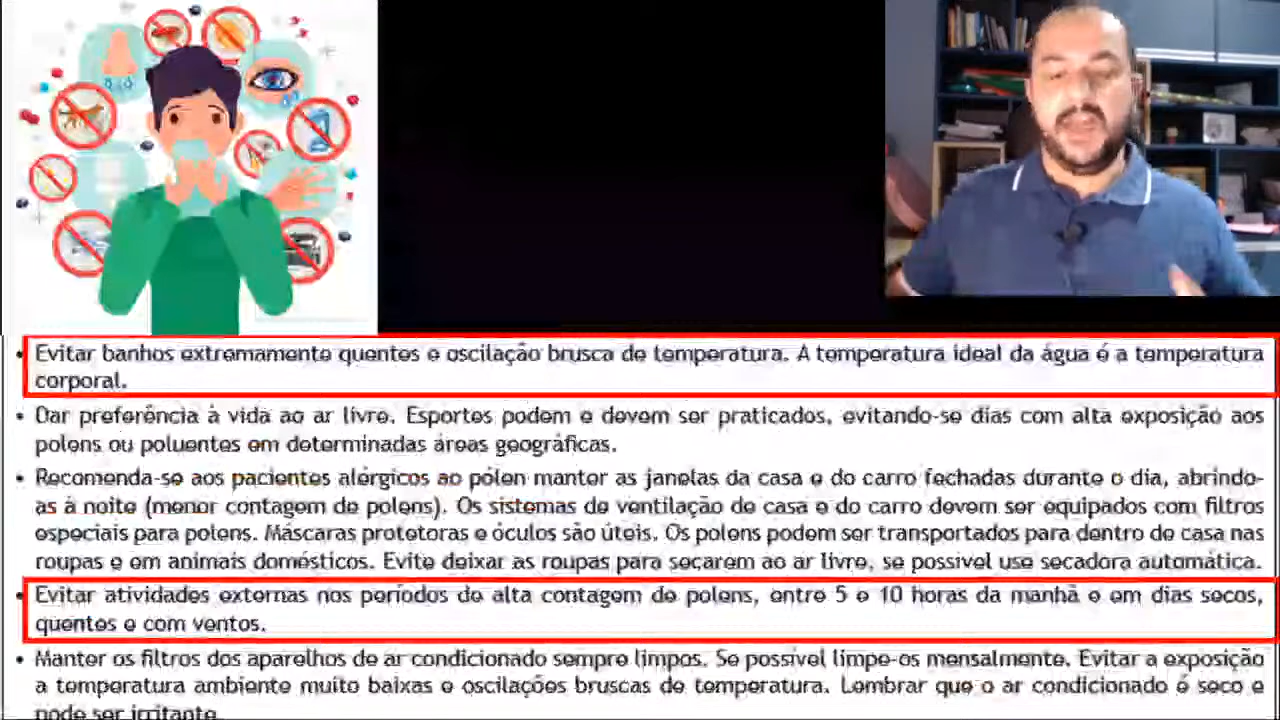 • Evitar banhos extremamente quentes e oscilação brusca de temperatura. A temperatura ideal da água é a temperatura
corporal.
• Dar preferência à vida ao ar livre. Esportes podem e devem ser praticados, evitando-se dias com alta exposição aos
polens ou poluentes em determinadas áreas geográficas.
• Recomenda-se aos pacientes alérgicos ao pólen manter as janelas da casa e do carro fechadas durante o dia, abrindo-
as à noite (menor contagem de polens). Os sistemas de ventilação de casa e do carro devem ser equipados com filtros
especiais para polens. Máscaras protetoras e óculos são úteis. Os polens podem ser transportados para dentro de casa nas
roupas e em animais domésticos. Evite deixar as roupas para secarem ao ar livre, se possível use secadora automática.
• Evitar atividades externas nos períodos de alta contagem de polens, entre 5 e 10 horas da manhã e em dias secos,
quentes e com ventos.
• Manter os filtros dos aparelhos de ar condicionado sempre limpos. Se possível limpe-os mensalmente. Evitar a exposição
a temperatura ambiente muito baixas e oscilações bruscas de temperatura. Lembrar que o ar condicionado é seco e
pode ser irritante.